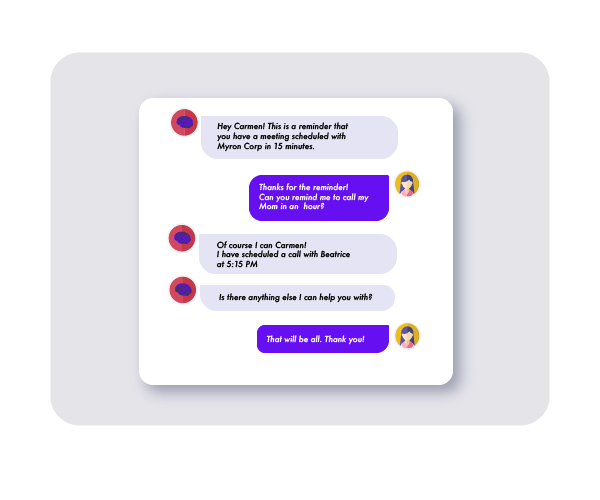 Hey Carmen! This is a reminder that
you have a meeting scheduled with
Myron Corp in 15 minutes.
Thanks for the reminder!
Can you remind me to call my
Mom in an hour?
Of course I can Carmen!
I have scheduled a call with Beatrice
at 5:15 PM
Is there anything else I can help you with?
That will be all. Thank you!